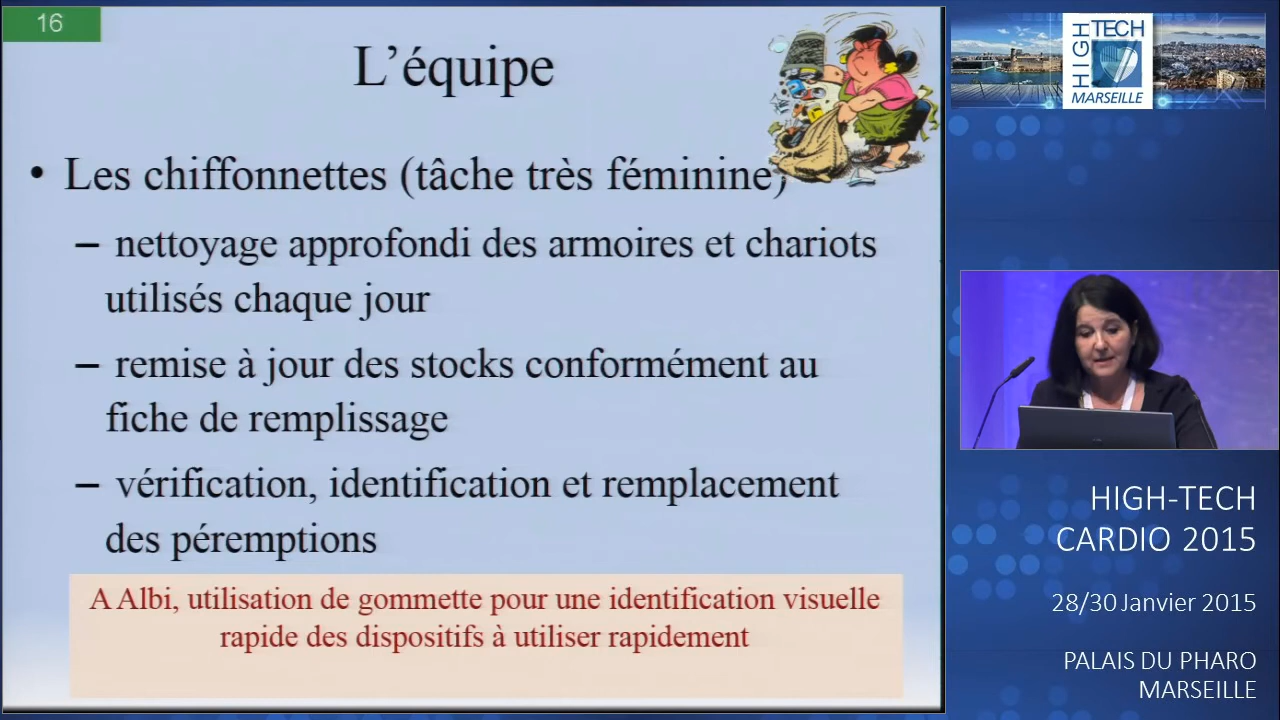 16
L'équipe
• Les chiffonnettes (tâche très féminine)
– nettoyage approfondi des armoires et chariots
utilisés chaque jour
– remise à jour des stocks conformément au
fiche de remplissage
– vérification, identification et remplacement
des péremptions
A Albi, utilisation de gommette pour une identification visuelle
rapide des dispositifs à utiliser rapidement
HIGH TECH
MARSEILLE
HIGH-TECH
CARDIO 2015
28/30 Janvier 2015
PALAIS DU PHARO
MARSEILLE